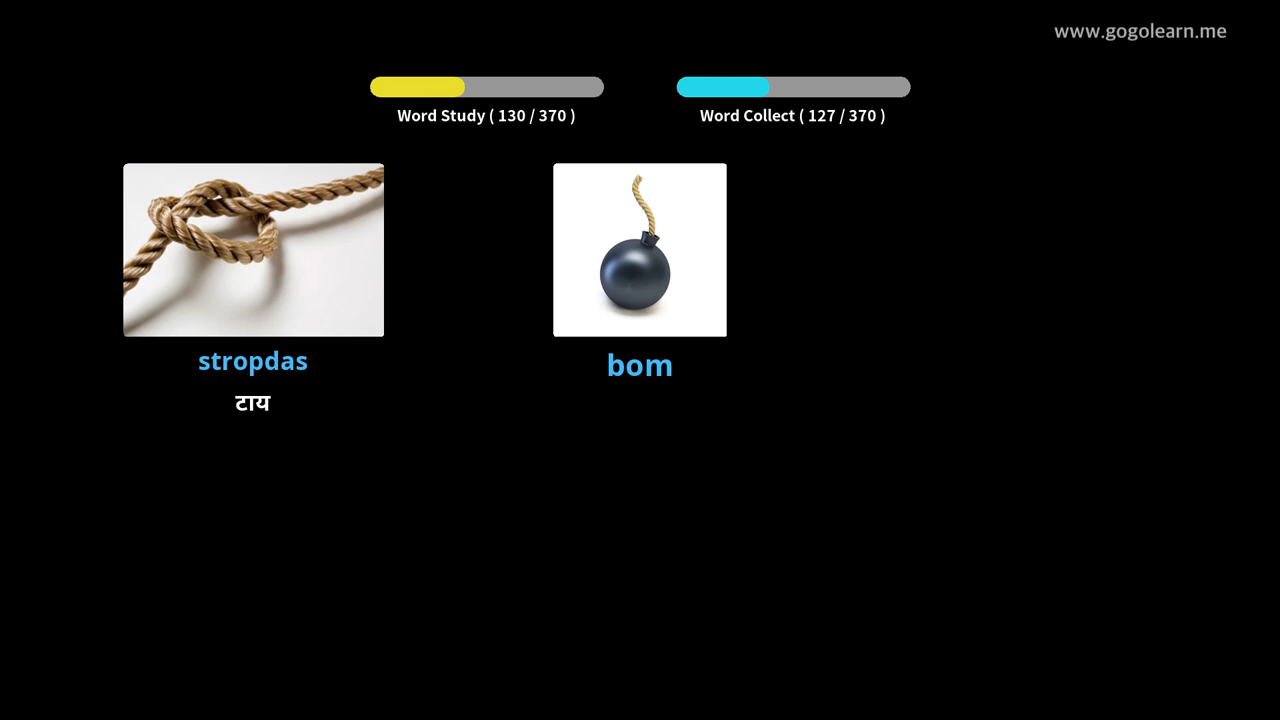 www.gogolearn.me
Word Study ( 130 / 370 )
Word Collect ( 127 / 370 )
stropdas
bom
टाय